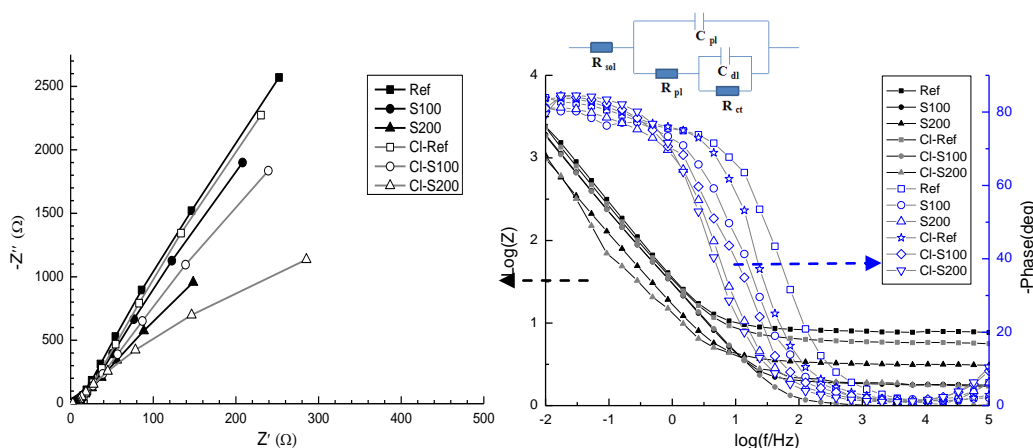 2500
2000
1500
1000
500
0
0 100 200 300 400 500
-Z'' (Ω)
Z' (Ω)
Ref
S100
S200
Cl-Ref
Cl-S100
Cl-S200
C pl
R sol
C dl
R pl
R ct
4
3
2
1
0
-2 -1 0 1 2 3 4 5
Log(Z)
log(f/Hz)
80
60
40
20
0
-Phase(deg)
Ref
S100
S200
Cl-Ref
Cl-S100
Cl-S200
Ref
S100
S200
Cl-Ref
Cl-S100
Cl-S200